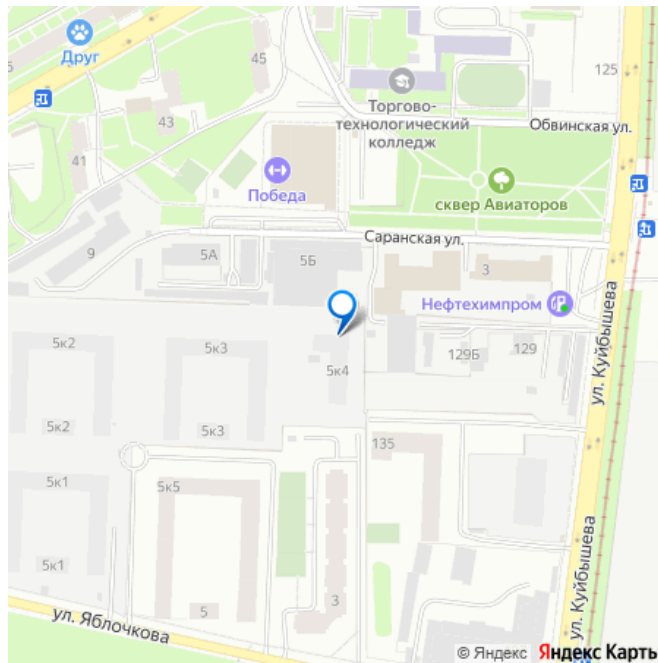 Друг
45
125
Торгово-
технологический
колледж
Обвинская ул.
43
41
Победа
сквер Авиаторов
Саранская ул.
9
5А
5Б
3
Нефтехимпром
ул. Куйбышева
5к2
5к3
5к4
129Б
129
5к2
5к3
135
5к1
5к5
5к1
5
3
ул. Яблочкова
ул. Куйбышева
© Яндекс Яндекс Карты